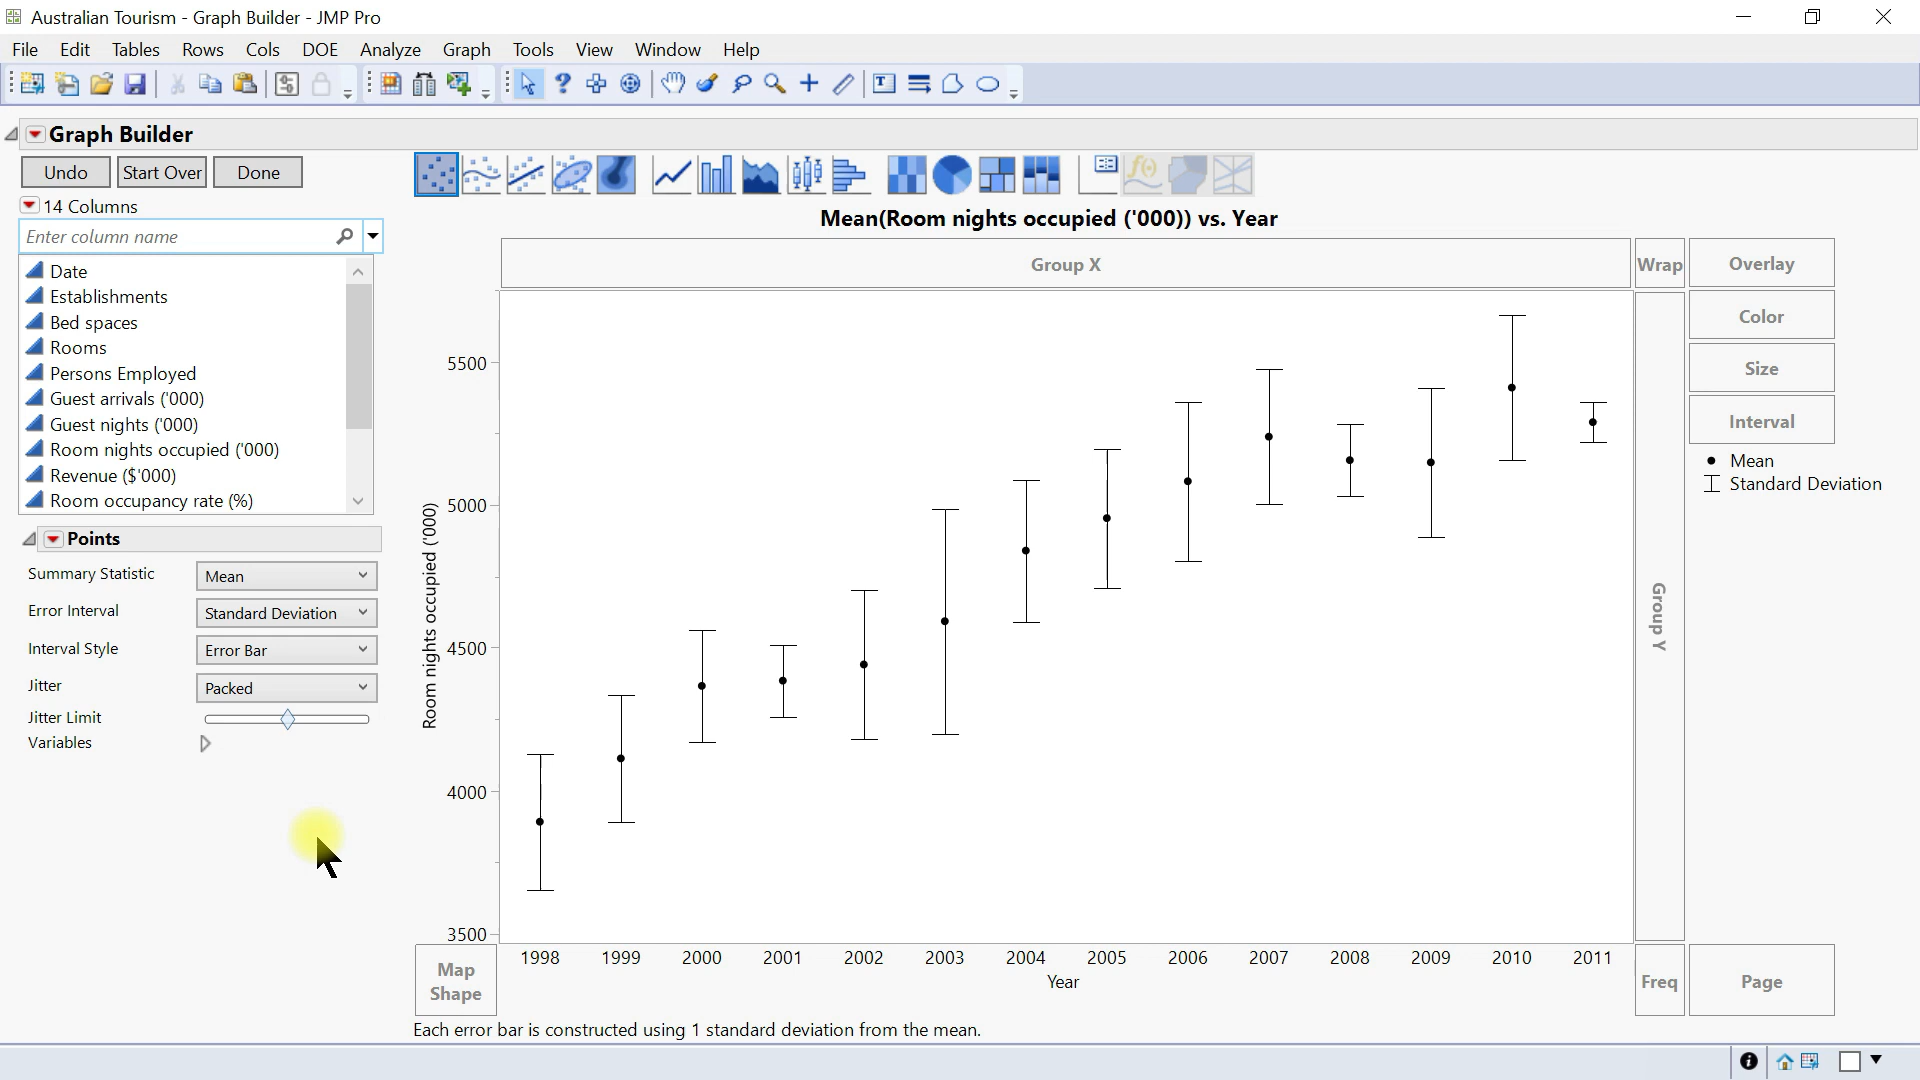 Australian Tourism - Graph Builder - JMP Pro
File Edit Tables Rows Cols DOE Analyze Graph Tools View Window Help
Graph Builder
Undo Start Over Done
14 Columns
Enter column name
Date
Establishments
Bed spaces
Rooms
Persons Employed
Guest arrivals ('000)
Guest nights ('000)
Room nights occupied ('000)
Revenue ($'000)
Room occupancy rate (%)
Points
Summary Statistic Mean
Error Interval Standard Deviation
Interval Style Error Bar
Jitter Packed
Jitter Limit
Variables
Mean(Room nights occupied ('000)) vs. Year
Group X
Wrap
Overlay
Color
Size
Interval
Mean
Standard Deviation
Group Y
Room nights occupied ('000)
5500
5000
4500
4000
3500
1998 1999 2000 2001 2002 2003 2004 2005 2006 2007 2008 2009 2010 2011
Year
Map
Shape
Freq
Page
Each error bar is constructed using 1 standard deviation from the mean.